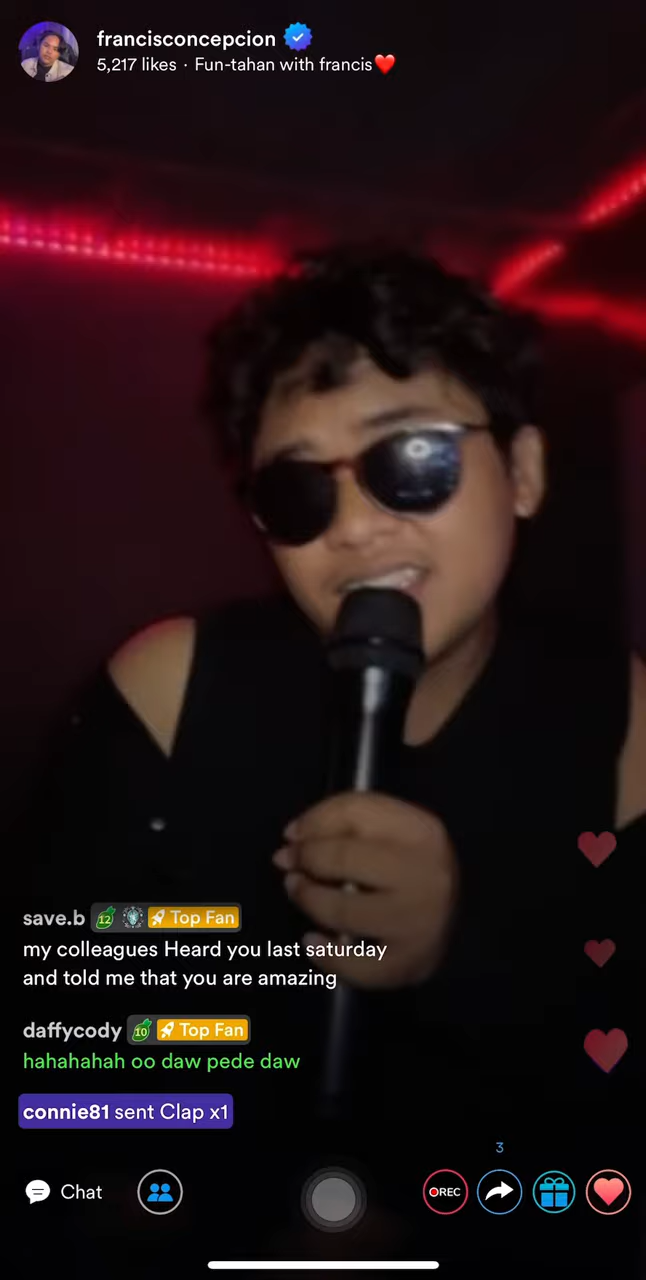 francisconcepcion
5,217 likes · Fun-tahan with francis❤️
save.b 12 Top Fan
my colleagues Heard you last saturday
and told me that you are amazing
daffycody 10 Top Fan
hahahahah oo daw pede daw
connie81 sent Clap x1
3
Chat
REC